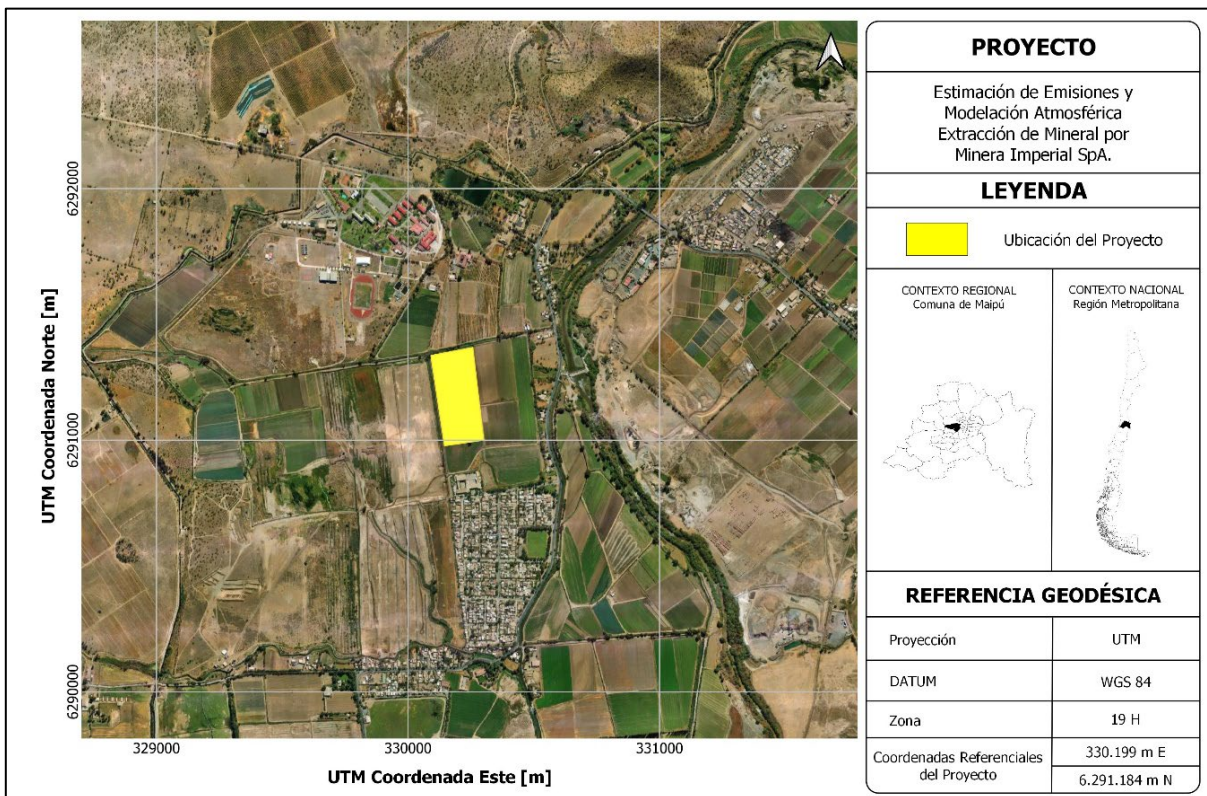 UTM Coordenada Norte [m]
6292000
6291000
6290000
329000
330000
331000
UTM Coordenada Este [m]
PROYECTO
Estimación de Emisiones y
Modelación Atmosférica
Extracción de Mineral por
Minera Imperial SpA.
LEYENDA
Ubicación del Proyecto
CONTEXTO REGIONAL
Comuna de Maipú
CONTEXTO NACIONAL
Región Metropolitana
REFERENCIA GEODÉSICA
Proyección UTM
DATUM WGS 84
Zona 19 H
Coordenadas Referenciales
del Proyecto
330.199 m E
6.291.184 m N